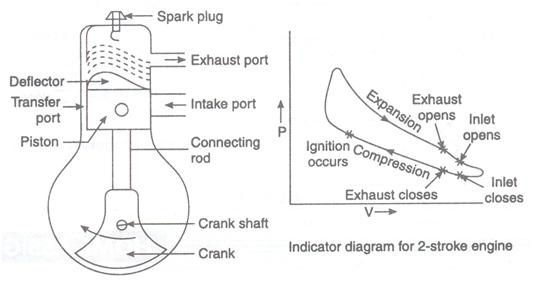 Spark plug
Exhaust port
Deflector
Transfer
port
Intake port
Piston
Connecting
rod
Crank shaft
Crank
P
Expansion
Exhaust
opens
Inlet
opens
Ignition
occurs
Compression
Exhaust closes
Inlet
closes
V
Indicator diagram for 2-stroke engine